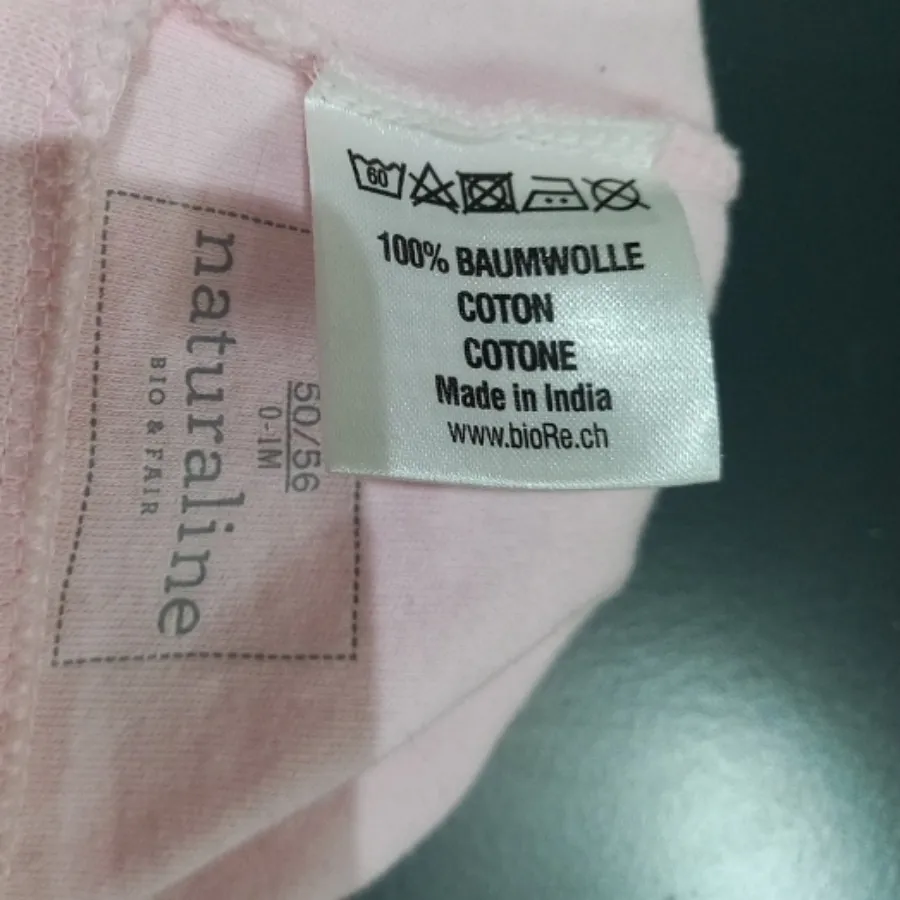 60
100% BAUMWOLLE
COTON
COTONE
Made in India
www.bioRe.ch
naturaline
BIO & FAIR
50/56
0-1M